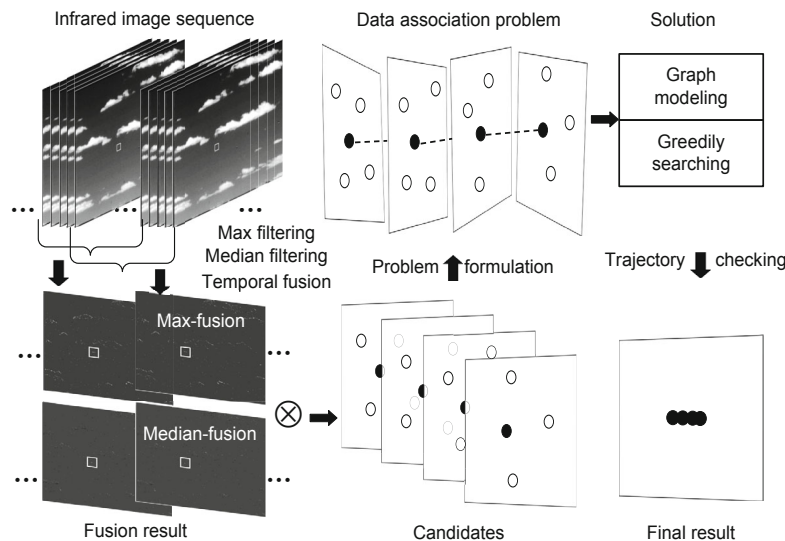 Infrared image sequence
Data association problem
Solution
Graph
modeling
Greedily
searching
Max filtering
Median filtering
Temporal fusion
Problem formulation
Trajectory checking
Max-fusion
Median-fusion
Fusion result
Candidates
Final result